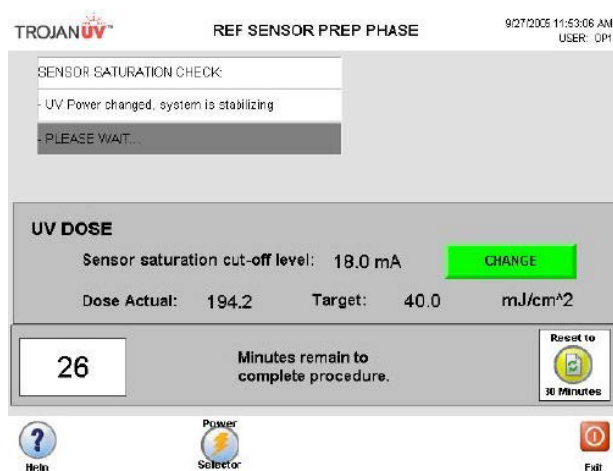 TROJANUV™
REF SENSOR PREP PHASE
9/27/2005 11:53:06 AM
USER: OP1
SENSOR SATURATION CHECK:
- UV Power changed, system is stabilizing
- PLEASE WAIT...
UV DOSE
Sensor saturation cut-off level: 18.0 mA
CHANGE
Dose Actual: 194.2 Target: 40.0 mJ/cm^2
26
Minutes remain to
complete procedure.
Reset to
30 Minutes
?
Help
Power
Selector
Exit